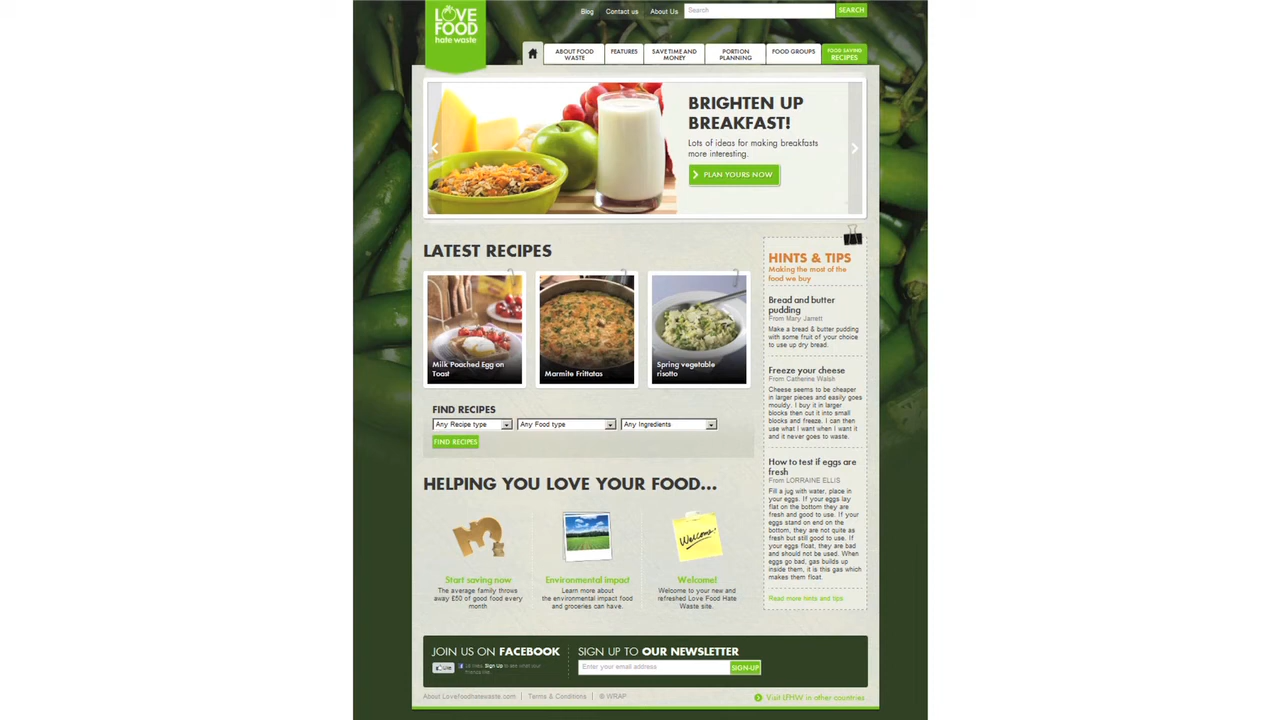 LOVE
FOOD
hate waste
Blog
Contact us
About Us
Search
SEARCH
ABOUT FOOD
WASTE
FEATURES
SAVE TIME AND
MONEY
PORTION
PLANNING
FOOD GROUPS
FOOD SAVING
RECIPES
BRIGHTEN UP
BREAKFAST!
Lots of ideas for making breakfasts
more interesting.
PLAN YOURS NOW
LATEST RECIPES
Milk Poached Egg on
Toast
Marmite Frittatas
Spring vegetable
risotto
FIND RECIPES
Any Recipe type
Any Food type
Any Ingredients
FIND RECIPES
HELPING YOU LOVE YOUR FOOD...
Welcome!
Start saving now
The average family throws
away £50 of good food every
month
Environmental impact
Learn more about
the environmental impact food
and groceries can have.
Welcome!
Welcome to your new and
refreshed Love Food Hate
Waste site.
HINTS & TIPS
Making the most of the
food we buy
Bread and butter
pudding
From Mary Jarrett
Make a bread & butter pudding
with some fruit of your choice
to use up dry bread.
Freeze your cheese
From Catherine Walsh
Cheese seems to be cheaper
in larger pieces and easily goes
mouldy. I buy it in larger
blocks then cut it into small
blocks and freeze. I can then
use what I want when I want it
and it never goes to waste.
How to test if eggs are
fresh
From LORRAINE ELLIS
Fill a jug with water, place in
your eggs. If your eggs lay
flat on the bottom they are
fresh and good to use. If your
eggs stand on end on the
bottom, they are not quite as
fresh but still good to use. If
your eggs float, they are bad
and should not be used. When
eggs go bad, gas builds up
inside them, it is this gas which
makes them float.
Read more hints and tips
JOIN US ON FACEBOOK
Like
likes. Sign Up to see what your
friends like.
SIGN UP TO OUR NEWSLETTER
Enter your email address
SIGN-UP
About Lovefoodhatewaste.com
Terms & Conditions
© WRAP
Visit LFHW in other countries